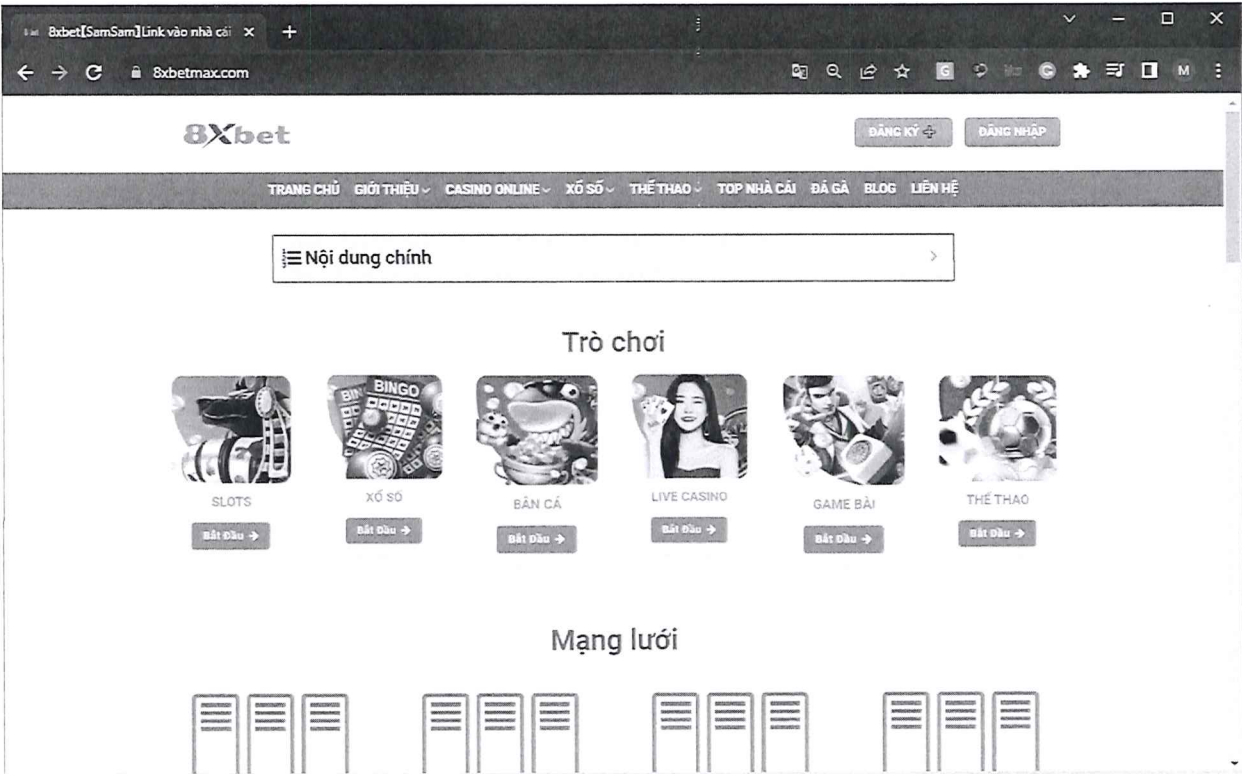 8xbet[SamSam]Link vào nhà cái
8xbetmax.com
G
M
8Xbet
ĐĂNG KÝ
ĐĂNG NHẬP
TRANG CHỦ GIỚI THIỆU CASINO ONLINE XỔ SỐ THỂ THAO TOP NHÀ CÁI ĐÁ GÀ BLOG LIÊN HỆ
Nội dung chính
Trò chơi
BINGO
SLOTS
XỔ SỐ
BẮN CÁ
LIVE CASINO
GAME BÀI
THỂ THAO
Bắt Đầu
Bắt Đầu
Bắt Đầu
Bắt Đầu
Bắt Đầu
Bắt Đầu
Mạng lưới